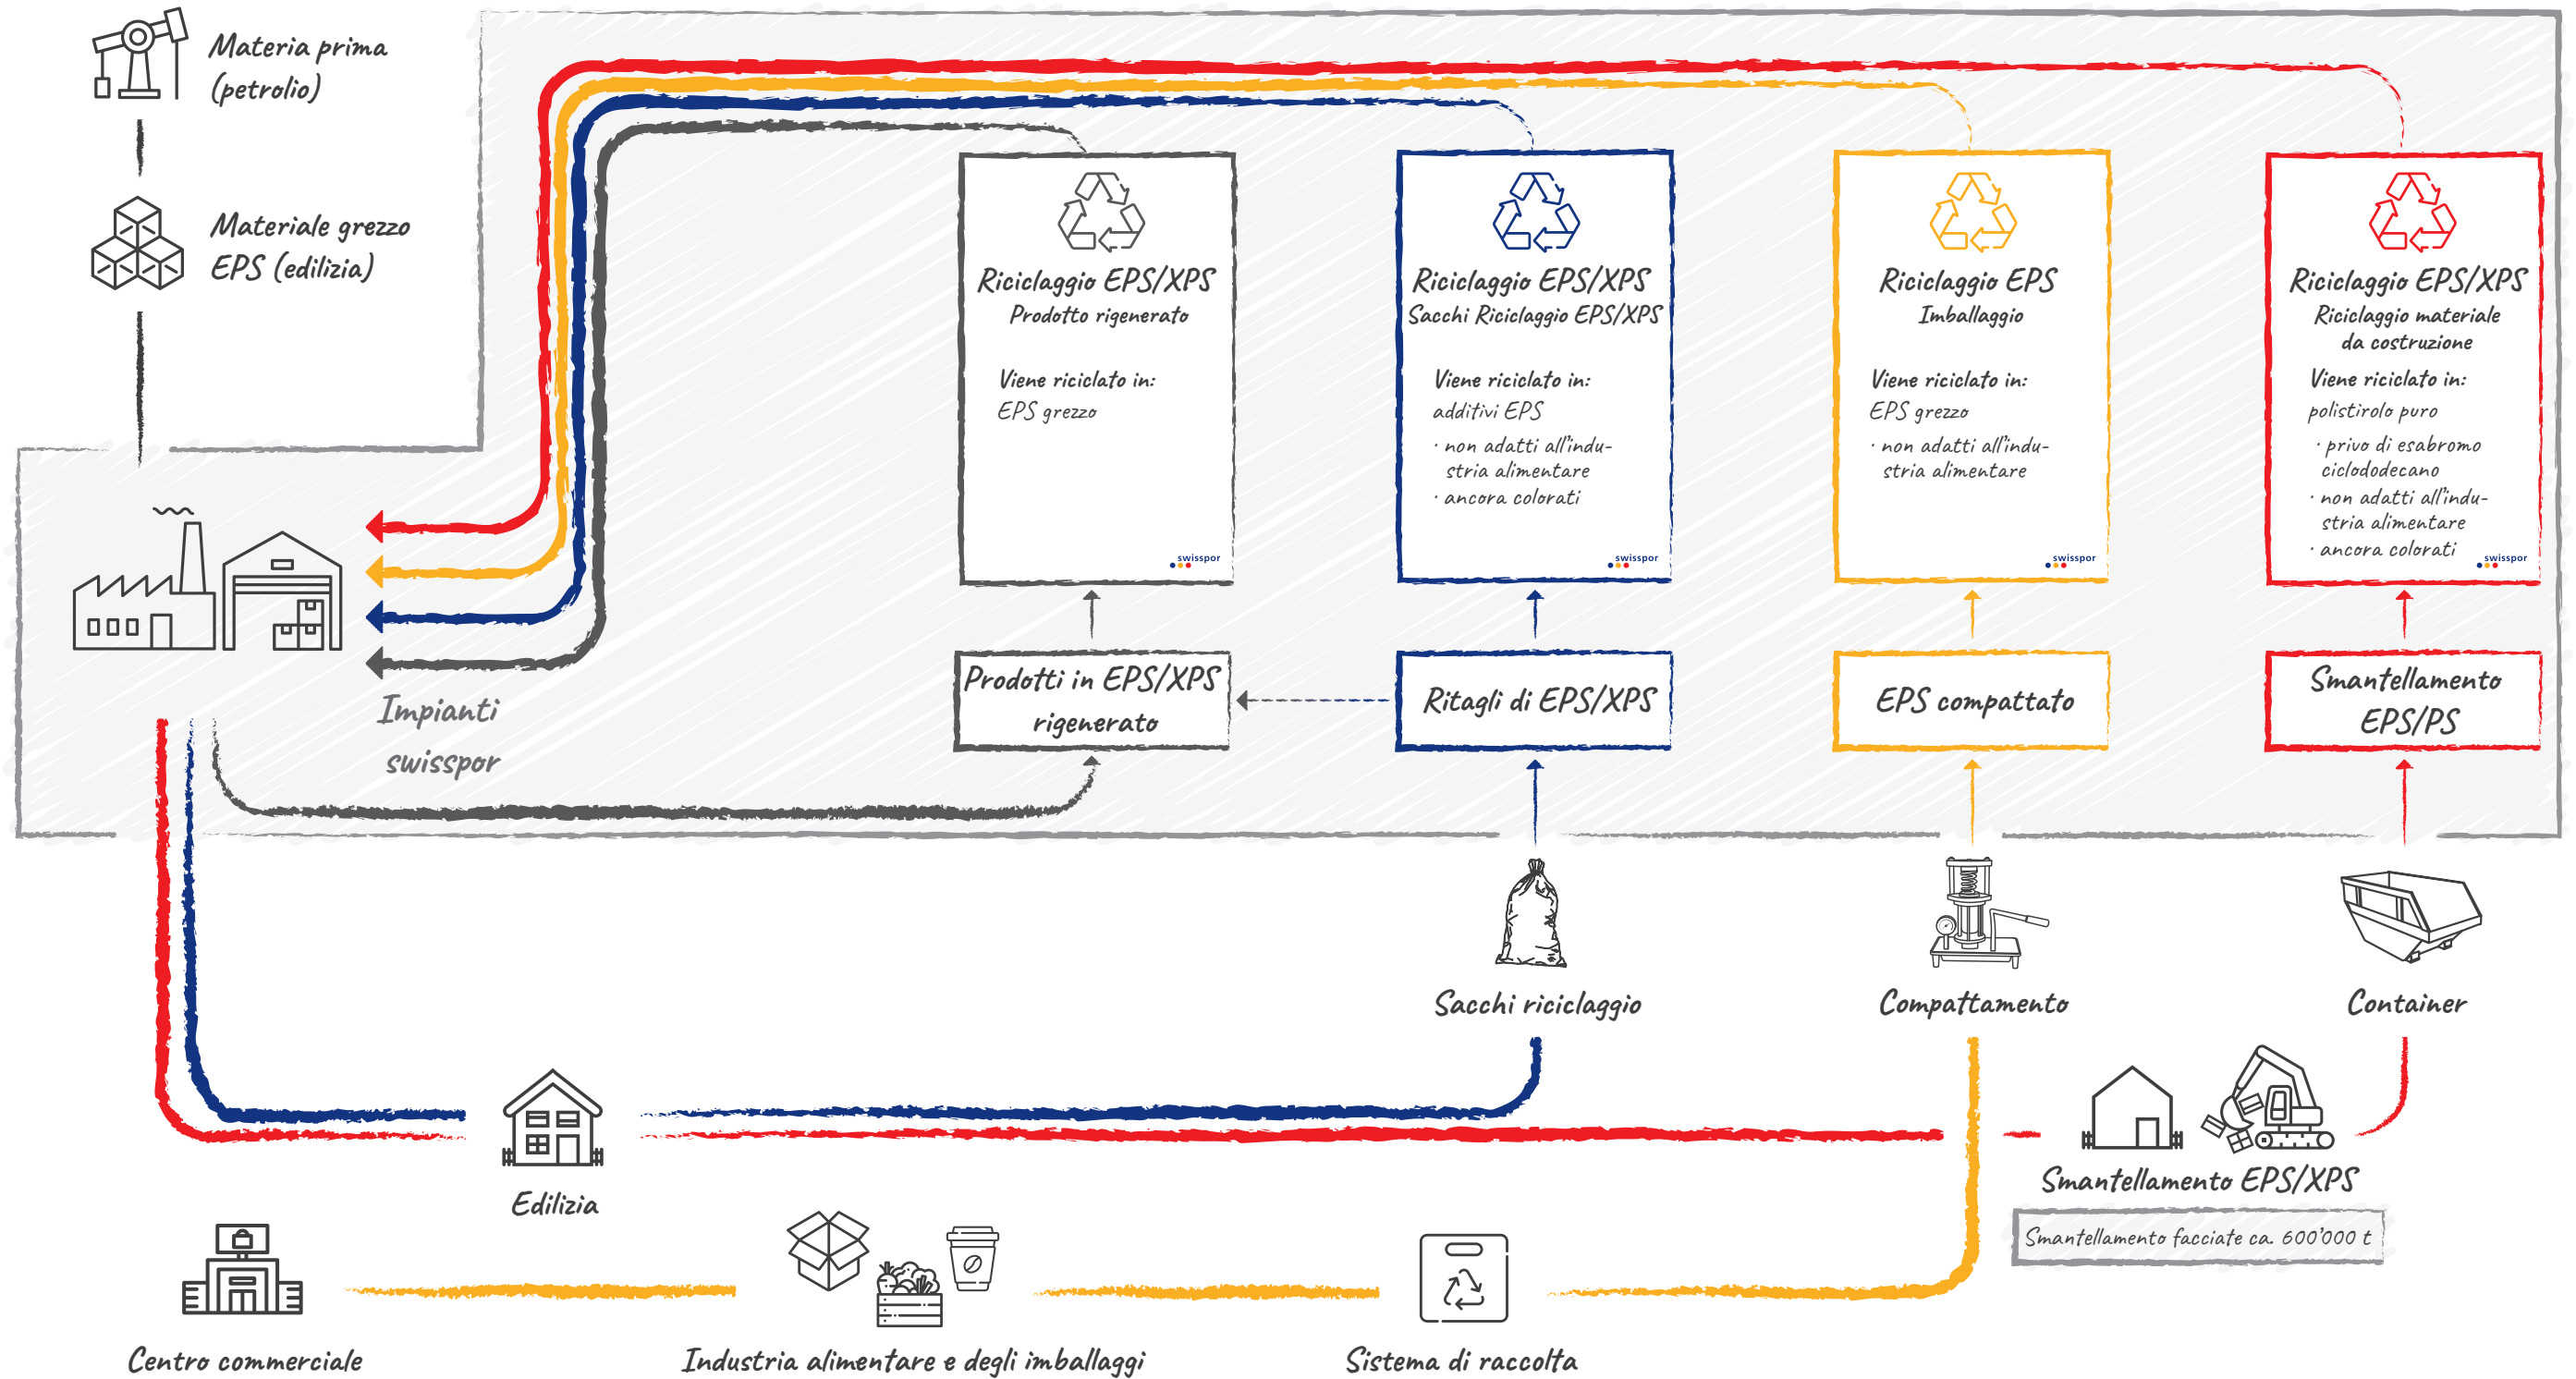 Materia prima
(petrolio)
Materiale grezzo
EPS (edilizia)
Impianti
swisspor
Riciclaggio EPS/XPS
Prodotto rigenerato
Viene riciclato in:
EPS grezzo
swisspor
Riciclaggio EPS/XPS
Sacchi Riciclaggio EPS/XPS
Viene riciclato in:
additivi EPS
· non adatti all'indu-
stria alimentare
· ancora colorati
swisspor
Riciclaggio EPS
Imballaggio
Viene riciclato in:
EPS grezzo
· non adatti all'indu-
stria alimentare
swisspor
Riciclaggio EPS/XPS
Riciclaggio materiale
da costruzione
Viene riciclato in:
polistirolo puro
· privo di esabromo
ciclododecano
· non adatti all'indu-
stria alimentare
· ancora colorati
swisspor
Prodotti in EPS/XPS
rigenerato
Ritagli di EPS/XPS
EPS compattato
Smantellamento
EPS/PS
Sacchi riciclaggio
Compattamento
Container
Edilizia
Smantellamento EPS/XPS
Smantellamento facciate ca. 600'000 t
Centro commerciale
Industria alimentare e degli imballaggi
Sistema di raccolta